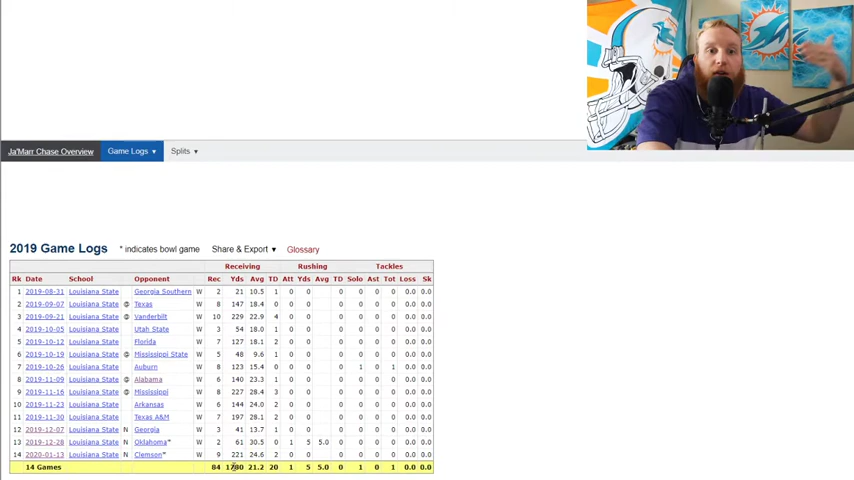 Ja'Marr Chase Overview Game Logs ▼ Splits ▼
2019 Game Logs * indicates bowl game Share & Export ▼ Glossary
Receiving Rushing Tackles
Rk Date School Opponent Rec Yds Avg TD Att Yds Avg TD Solo Ast Tot Loss Sk
1 2019-08-31 Louisiana State Georgia Southern W 2 21 10.5 1 0 0 0 0 0 0 0.0 0.0
2 2019-09-07 Louisiana State @ Texas W 8 147 18.4 0 0 0 0 0 0 0 0.0 0.0
3 2019-09-21 Louisiana State @ Vanderbilt W 10 229 22.9 4 0 0 0 0 0 0 0.0 0.0
4 2019-10-05 Louisiana State Utah State W 3 54 18.0 1 0 0 0 0 0 0 0.0 0.0
5 2019-10-12 Louisiana State Florida W 7 127 18.1 2 0 0 0 0 0 0 0.0 0.0
6 2019-10-19 Louisiana State @ Mississippi State W 5 48 9.6 1 0 0 0 0 0 0 0.0 0.0
7 2019-10-26 Louisiana State Auburn W 8 123 15.4 0 0 0 0 1 0 1 0.0 0.0
8 2019-11-09 Louisiana State @ Alabama W 6 140 23.3 1 0 0 0 0 0 0 0.0 0.0
9 2019-11-16 Louisiana State @ Mississippi W 8 227 28.4 3 0 0 0 0 0 0 0.0 0.0
10 2019-11-23 Louisiana State Arkansas W 6 144 24.0 2 0 0 0 0 0 0 0.0 0.0
11 2019-11-30 Louisiana State Texas A&M W 7 197 28.1 2 0 0 0 0 0 0 0.0 0.0
12 2019-12-07 Louisiana State N Georgia W 3 41 13.7 1 0 0 0 0 0 0 0.0 0.0
13 2019-12-28 Louisiana State N Oklahoma* W 2 61 30.5 0 1 5 5.0 0 0 0 0 0.0 0.0
14 2020-01-13 Louisiana State N Clemson* W 9 221 24.6 2 0 0 0 0 0 0 0.0 0.0
14 Games 84 1780 21.2 20 1 5 5.0 0 1 0 1 0.0 0.0